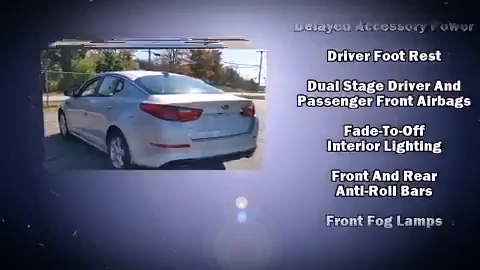 Delayed Accessory Power
Driver Foot Rest
Dual Stage Driver And
Passenger Front Airbags
Fade-To-Off
Interior Lighting
Front And Rear
Anti-Roll Bars
Front Fog Lamps